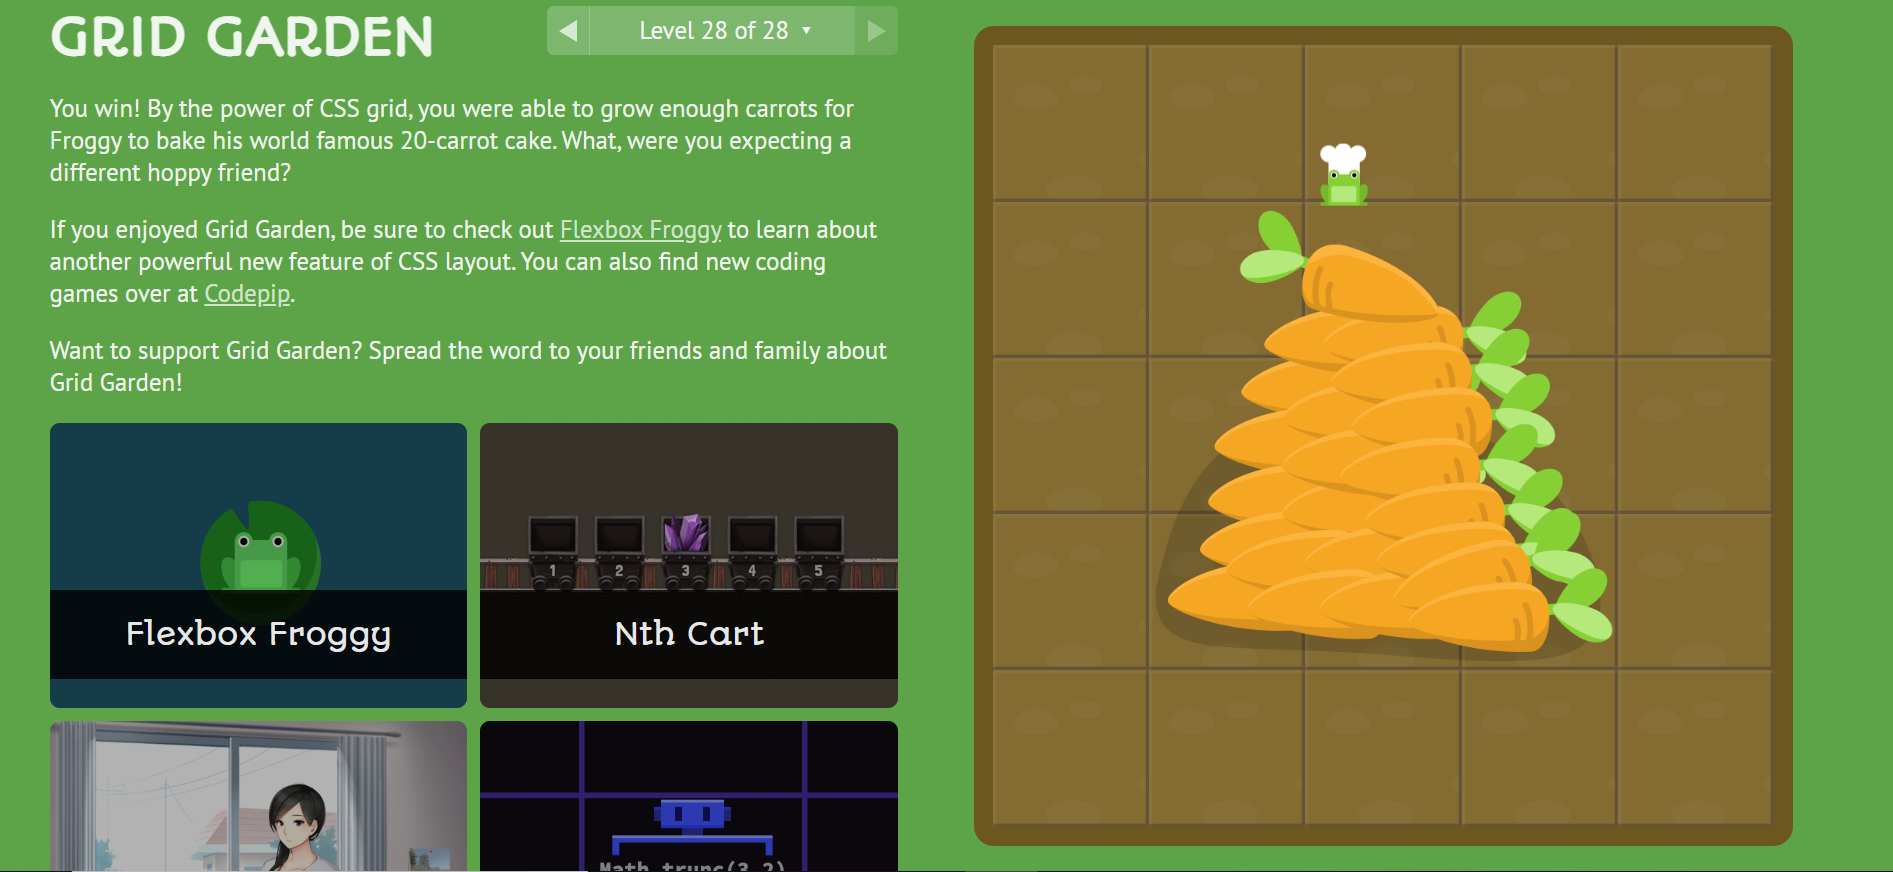 GRID GARDEN
Level 28 of 28
You win! By the power of CSS grid, you were able to grow enough carrots for
Froggy to bake his world famous 20-carrot cake. What, were you expecting a
different hoppy friend?
If you enjoyed Grid Garden, be sure to check out Flexbox Froggy to learn about
another powerful new feature of CSS layout. You can also find new coding
games over at Codepip.
Want to support Grid Garden? Spread the word to your friends and family about
Grid Garden!
1 2 3 4 5
Flexbox Froggy
Nth Cart
Math.trunc(3.2)